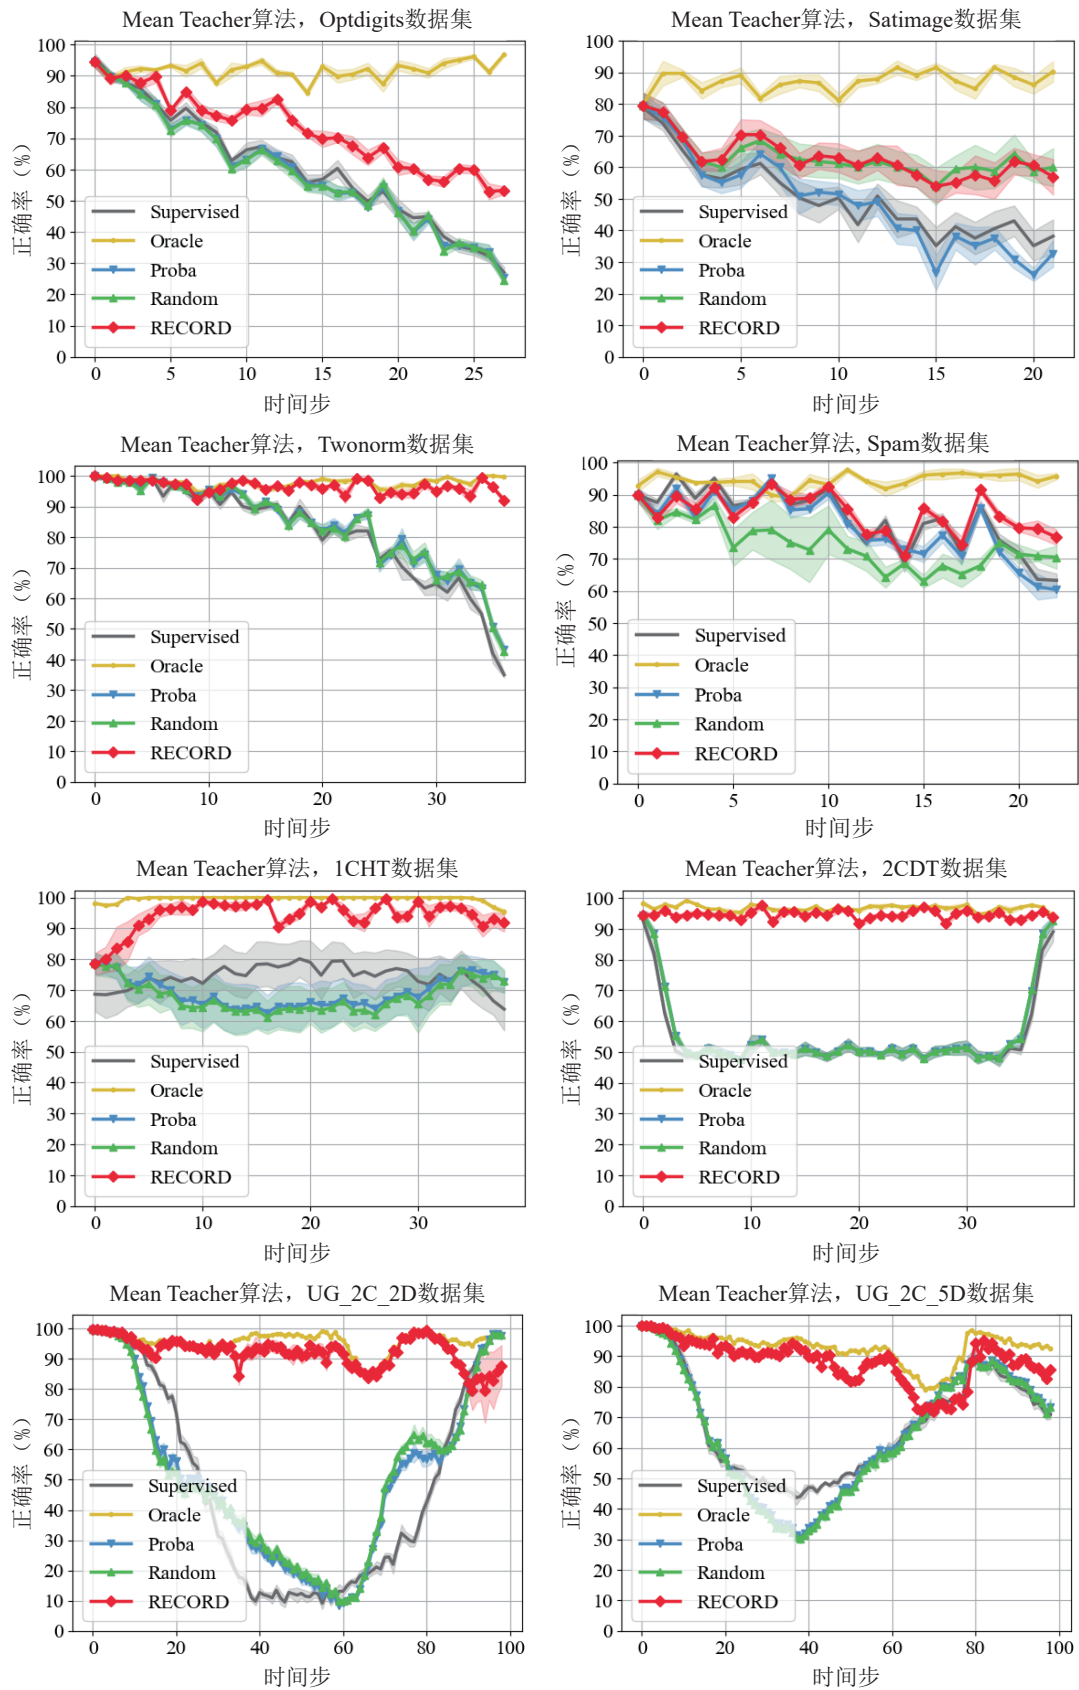 Mean Teacher算法，Optdigits数据集
正确率（%）
100
90
80
70
60
50
40
30
20
10
0
Supervised
Oracle
Proba
Random
RECORD
0 5 10 15 20 25
时间步
Mean Teacher算法，Satimage数据集
正确率（%）
100
90
80
70
60
50
40
30
20
10
0
Supervised
Oracle
Proba
Random
RECORD
0 5 10 15 20
时间步
Mean Teacher算法，Twonorm数据集
正确率（%）
100
90
80
70
60
50
40
30
20
10
0
Supervised
Oracle
Proba
Random
RECORD
0 10 20 30
时间步
Mean Teacher算法, Spam数据集
正确率（%）
100
90
80
70
60
50
40
30
20
10
0
Supervised
Oracle
Proba
Random
RECORD
0 5 10 15 20
时间步
Mean Teacher算法，1CHT数据集
正确率（%）
100
90
80
70
60
50
40
30
20
10
0
Supervised
Oracle
Proba
Random
RECORD
0 10 20 30
时间步
Mean Teacher算法，2CDT数据集
正确率（%）
100
90
80
70
60
50
40
30
20
10
0
Supervised
Oracle
Proba
Random
RECORD
0 10 20 30
时间步
Mean Teacher算法，UG_2C_2D数据集
正确率（%）
100
90
80
70
60
50
40
30
20
10
0
Supervised
Oracle
Proba
Random
RECORD
0 20 40 60 80 100
时间步
Mean Teacher算法，UG_2C_5D数据集
正确率（%）
100
90
80
70
60
50
40
30
20
10
0
Supervised
Oracle
Proba
Random
RECORD
0 20 40 60 80 100
时间步